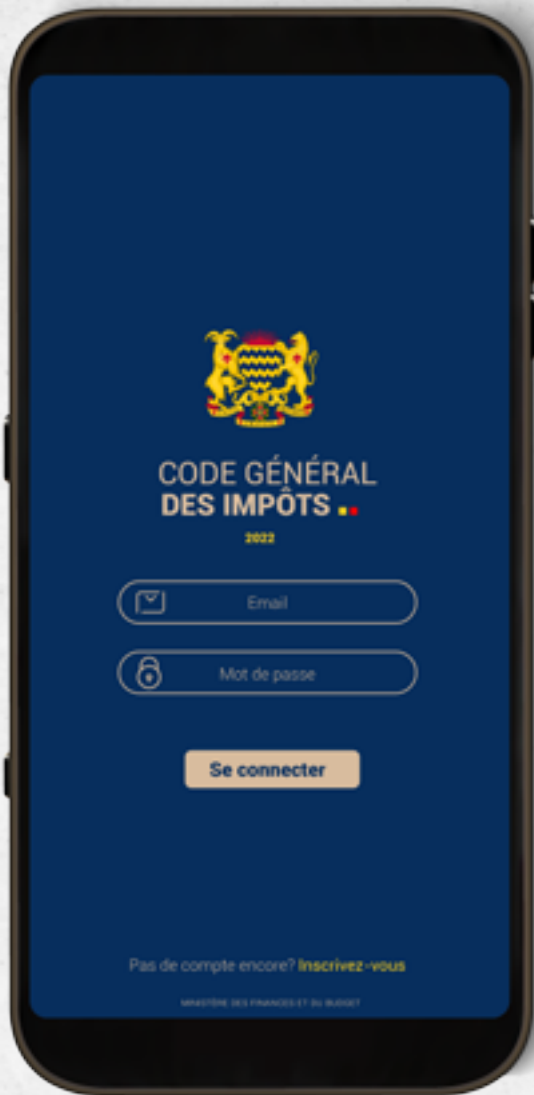 CODE GÉNÉRAL
DES IMPÔTS
2022
Email
Mot de passe
Se connecter
Pas de compte encore? Inscrivez-vous
MINISTÈRE DES FINANCES ET DU BUDGET